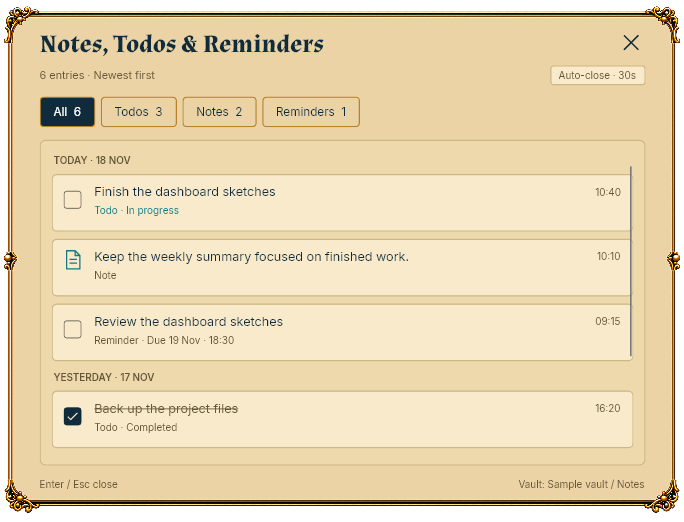 Notes, Todos & Reminders
6 entries · Newest first
Auto-close · 30s
All 6
Todos 3
Notes 2
Reminders 1
TODAY · 18 NOV
Finish the dashboard sketches
10:40
Todo · In progress
Keep the weekly summary focused on finished work.
10:10
Note
Review the dashboard sketches
09:15
Reminder · Due 19 Nov · 18:30
YESTERDAY · 17 NOV
Back up the project files
16:20
Todo · Completed
Enter / Esc close
Vault: Sample vault / Notes